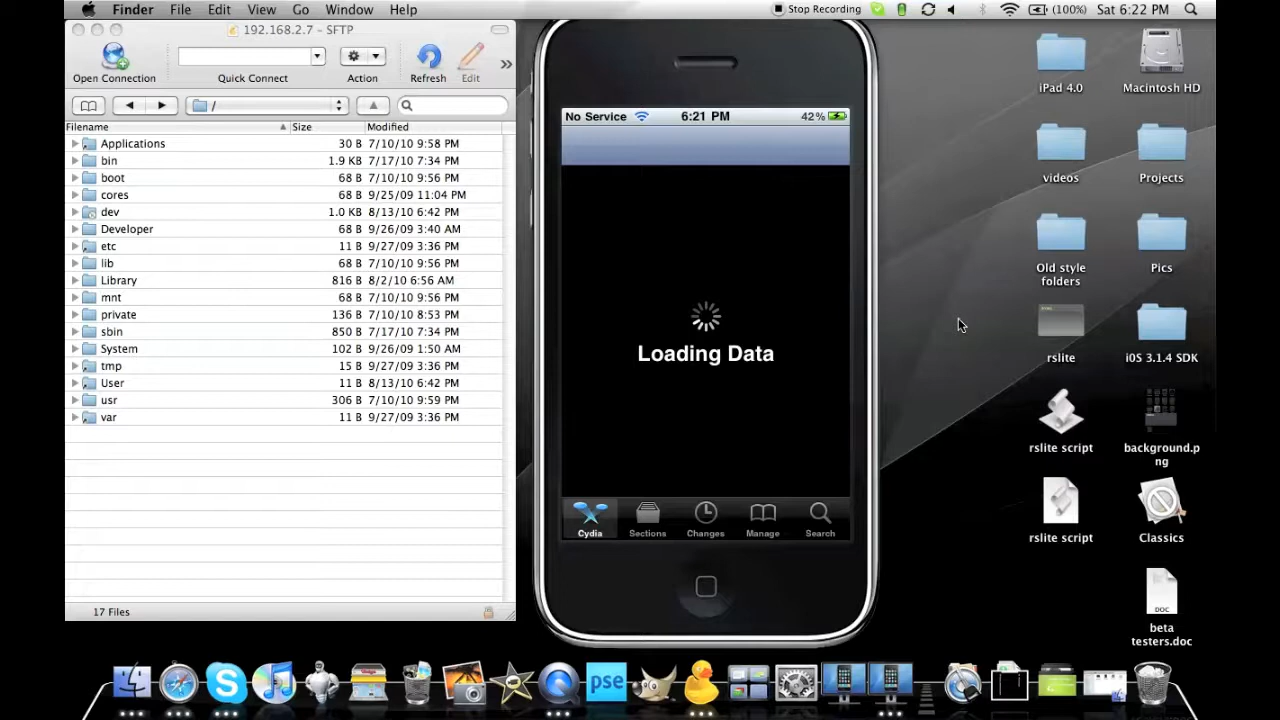 Finder File Edit View Go Window Help
Stop Recording (100%) Sat 6:22 PM
192.168.2.7 – SFTP
Open Connection Quick Connect Action Refresh Edit
/
Filename Size Modified
Applications 30 B 7/10/10 9:58 PM
bin 1.9 KB 7/17/10 7:34 PM
boot 68 B 7/10/10 9:56 PM
cores 68 B 9/25/09 11:04 PM
dev 1.0 KB 8/13/10 6:42 PM
Developer 68 B 9/26/09 3:40 AM
etc 11 B 9/27/09 3:36 PM
lib 68 B 7/10/10 9:56 PM
Library 816 B 8/2/10 6:56 AM
mnt 68 B 7/10/10 9:56 PM
private 136 B 7/10/10 8:53 PM
sbin 850 B 7/17/10 7:34 PM
System 102 B 9/26/09 1:50 AM
tmp 15 B 9/27/09 3:36 PM
User 11 B 8/13/10 6:42 PM
usr 306 B 7/10/10 9:59 PM
var 11 B 9/27/09 3:36 PM
17 Files
No Service 6:21 PM 42%
Loading Data
Cydia Sections Changes Manage Search
iPad 4.0 Macintosh HD
videos Projects
Old style
folders
Pics
rslite iOS 3.1.4 SDK
rslite script
background.p
ng
rslite script Classics
DOC
beta
testers.doc
pse